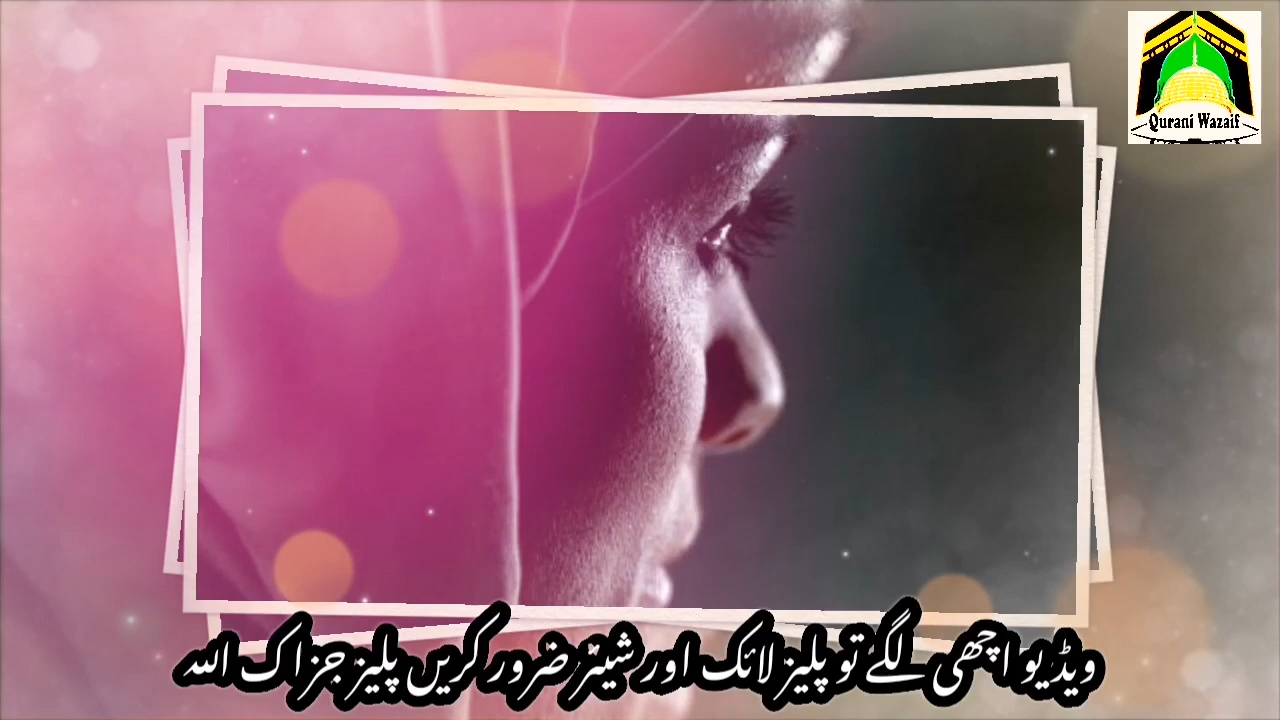 Qurani Wazaif
ویڈیو اچھی لگے تو پلیز لائک اور شیئر ضرور کریں پلیز جزاک اللہ